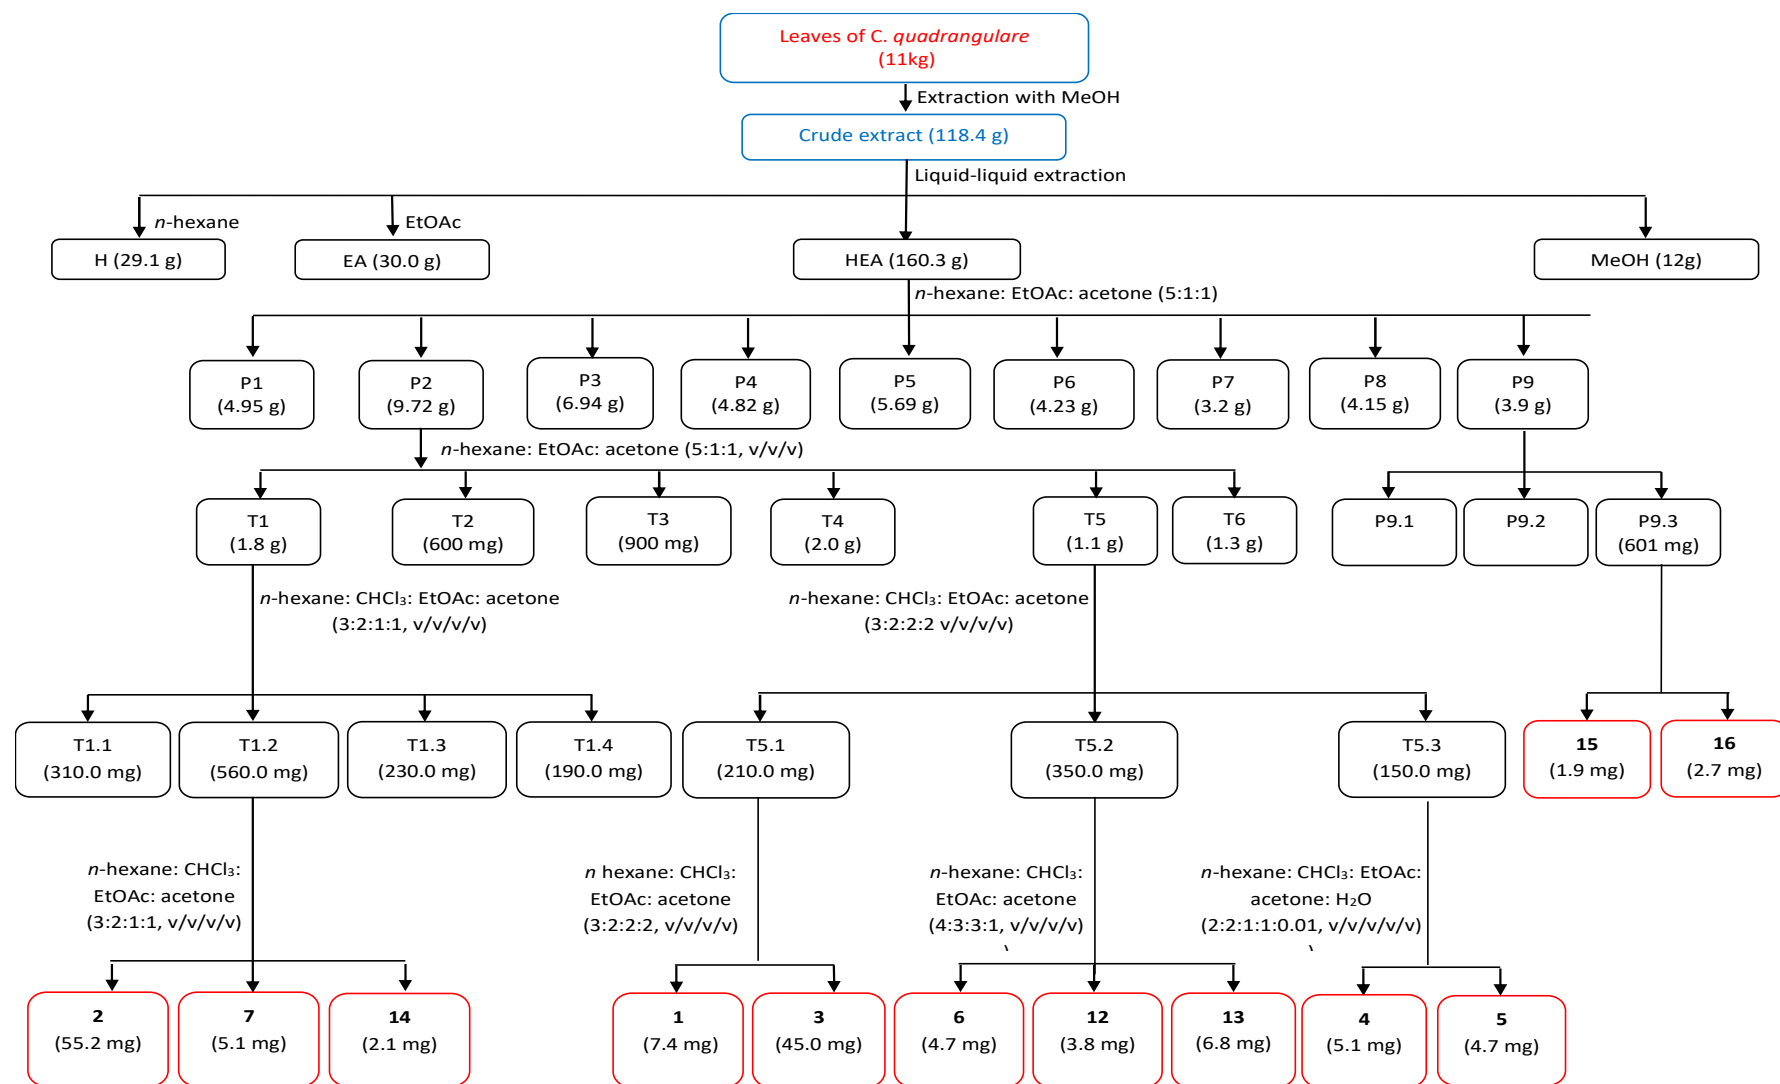 Leaves of C. quadrangulare
(11kg)
Extraction with MeOH
Crude extract (118.4 g)
Liquid-liquid extraction
n-hexane
EtOAc
H (29.1 g)
EA (30.0 g)
HEA (160.3 g)
MeOH (12g)
n-hexane: EtOAc: acetone (5:1:1)
P1
(4.95 g)
P2
(9.72 g)
P3
(6.94 g)
P4
(4.82 g)
P5
(5.69 g)
P6
(4.23 g)
P7
(3.2 g)
P8
(4.15 g)
P9
(3.9 g)
n-hexane: EtOAc: acetone (5:1:1, v/v/v)
T1
(1.8 g)
T2
(600 mg)
T3
(900 mg)
T4
(2.0 g)
T5
(1.1 g)
T6
(1.3 g)
P9.1
P9.2
P9.3
(601 mg)
n-hexane: CHCl₃: EtOAc: acetone
(3:2:1:1, v/v/v/v)
n-hexane: CHCl₃: EtOAc: acetone
(3:2:2:2 v/v/v/v)
T1.1
(310.0 mg)
T1.2
(560.0 mg)
T1.3
(230.0 mg)
T1.4
(190.0 mg)
T5.1
(210.0 mg)
T5.2
(350.0 mg)
T5.3
(150.0 mg)
15
(1.9 mg)
16
(2.7 mg)
n-hexane: CHCl₃:
EtOAc: acetone
(3:2:1:1, v/v/v/v)
n hexane: CHCl₃:
EtOAc: acetone
(3:2:2:2, v/v/v/v)
n-hexane: CHCl₃:
EtOAc: acetone
(4:3:3:1, v/v/v/v)
n-hexane: CHCl₃: EtOAc:
acetone: H₂O
(2:2:1:1:0.01, v/v/v/v/v)
2
(55.2 mg)
7
(5.1 mg)
14
(2.1 mg)
1
(7.4 mg)
3
(45.0 mg)
6
(4.7 mg)
12
(3.8 mg)
13
(6.8 mg)
4
(5.1 mg)
5
(4.7 mg)